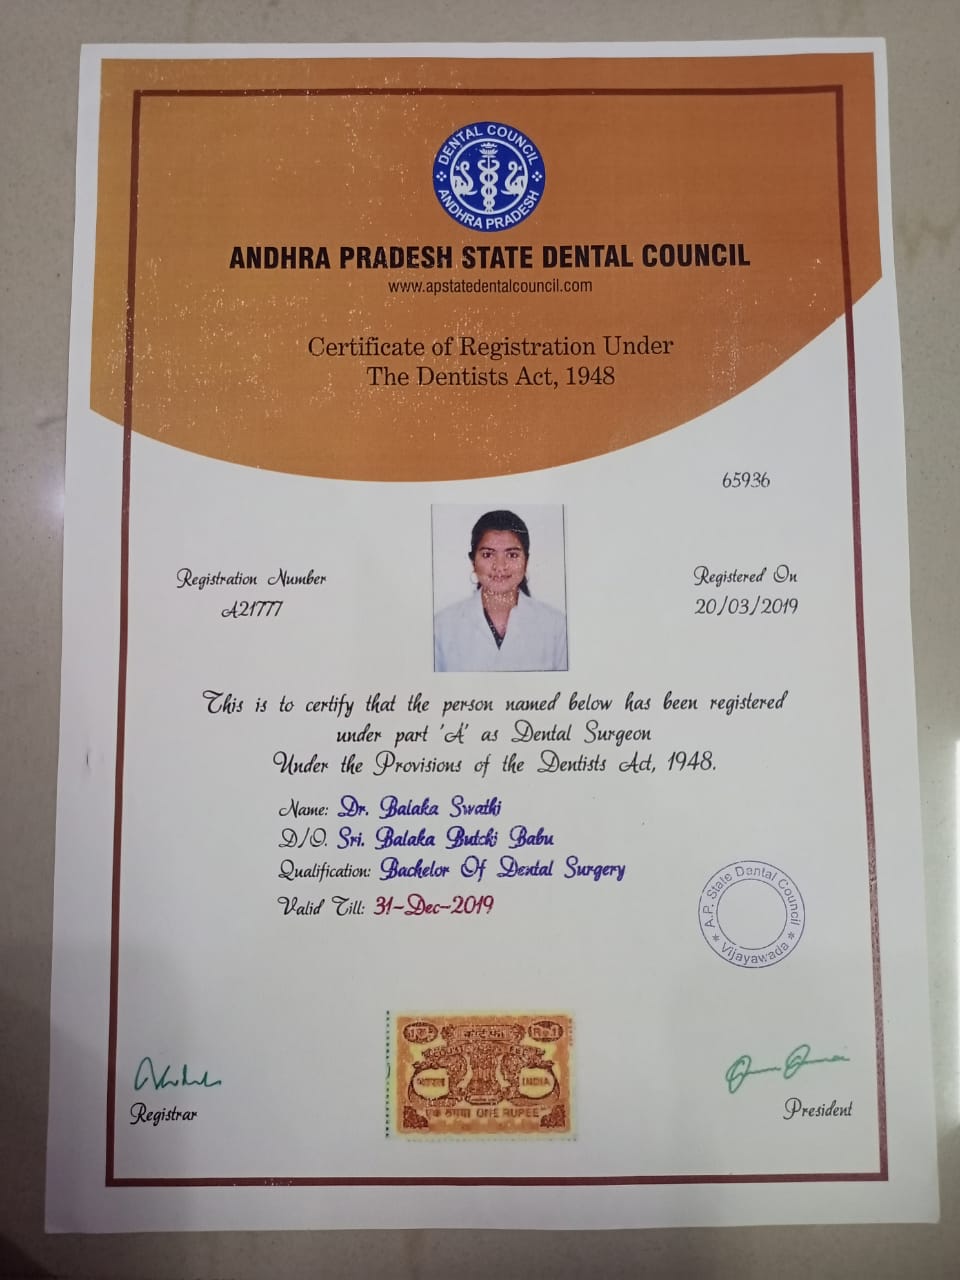 DENTAL COUNCIL
ANDHRA PRADESH
ANDHRA PRADESH STATE DENTAL COUNCIL
www.apstatedentalcouncil.com
Certificate of Registration Under
The Dentists Act, 1948
65936
Registration Number
A21777
Registered On
20/03/2019
This is to certify that the person named below has been registered
under part 'A' as Dental Surgeon
Under the Provisions of the Dentists Act, 1948.
Name: Dr. Balaka Swathi
D/O. Sri. Balaka Butchi Babu
Qualification: Bachelor Of Dental Surgery
Valid Till: 31-Dec-2019
A.P. State Dental Council
* Vijayawada *
भारत
INDIA
एक रुपया ONE RUPEE
Registrar
President